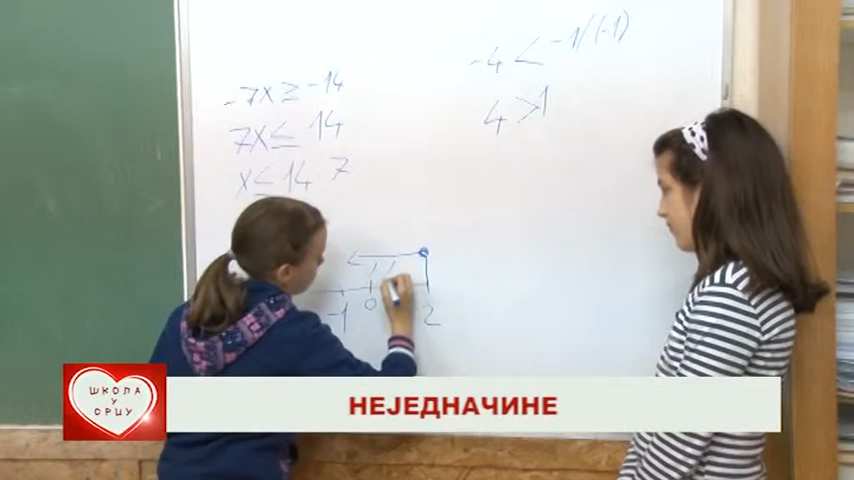 -7x ≥ -14
7x ≤ 14
x ≤ 14 : 7
-4 < -1 /(-1)
4 > 1
-1 0 2
ШКОЛА
У
СРЦУ
НЕЈЕДНАЧИНЕ